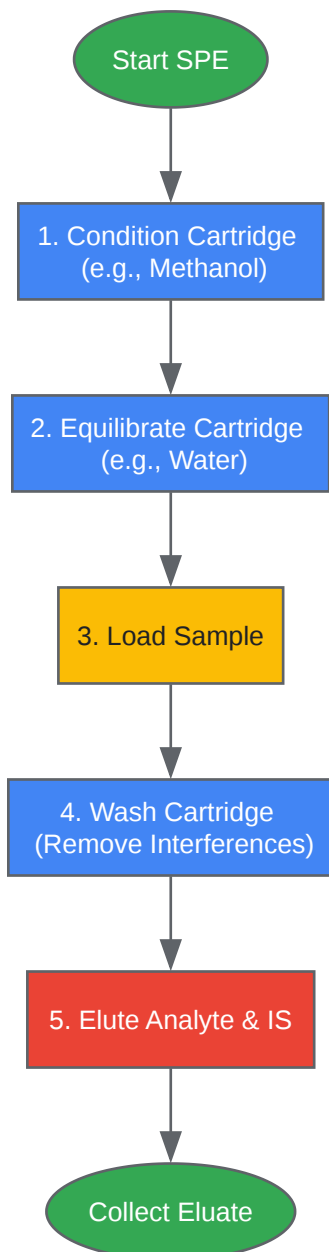 Start SPE
1. Condition Cartridge
(e.g., Methanol)
2. Equilibrate Cartridge
(e.g., Water)
3. Load Sample
4. Wash Cartridge
(Remove Interferences)
5. Elute Analyte & IS
Collect Eluate